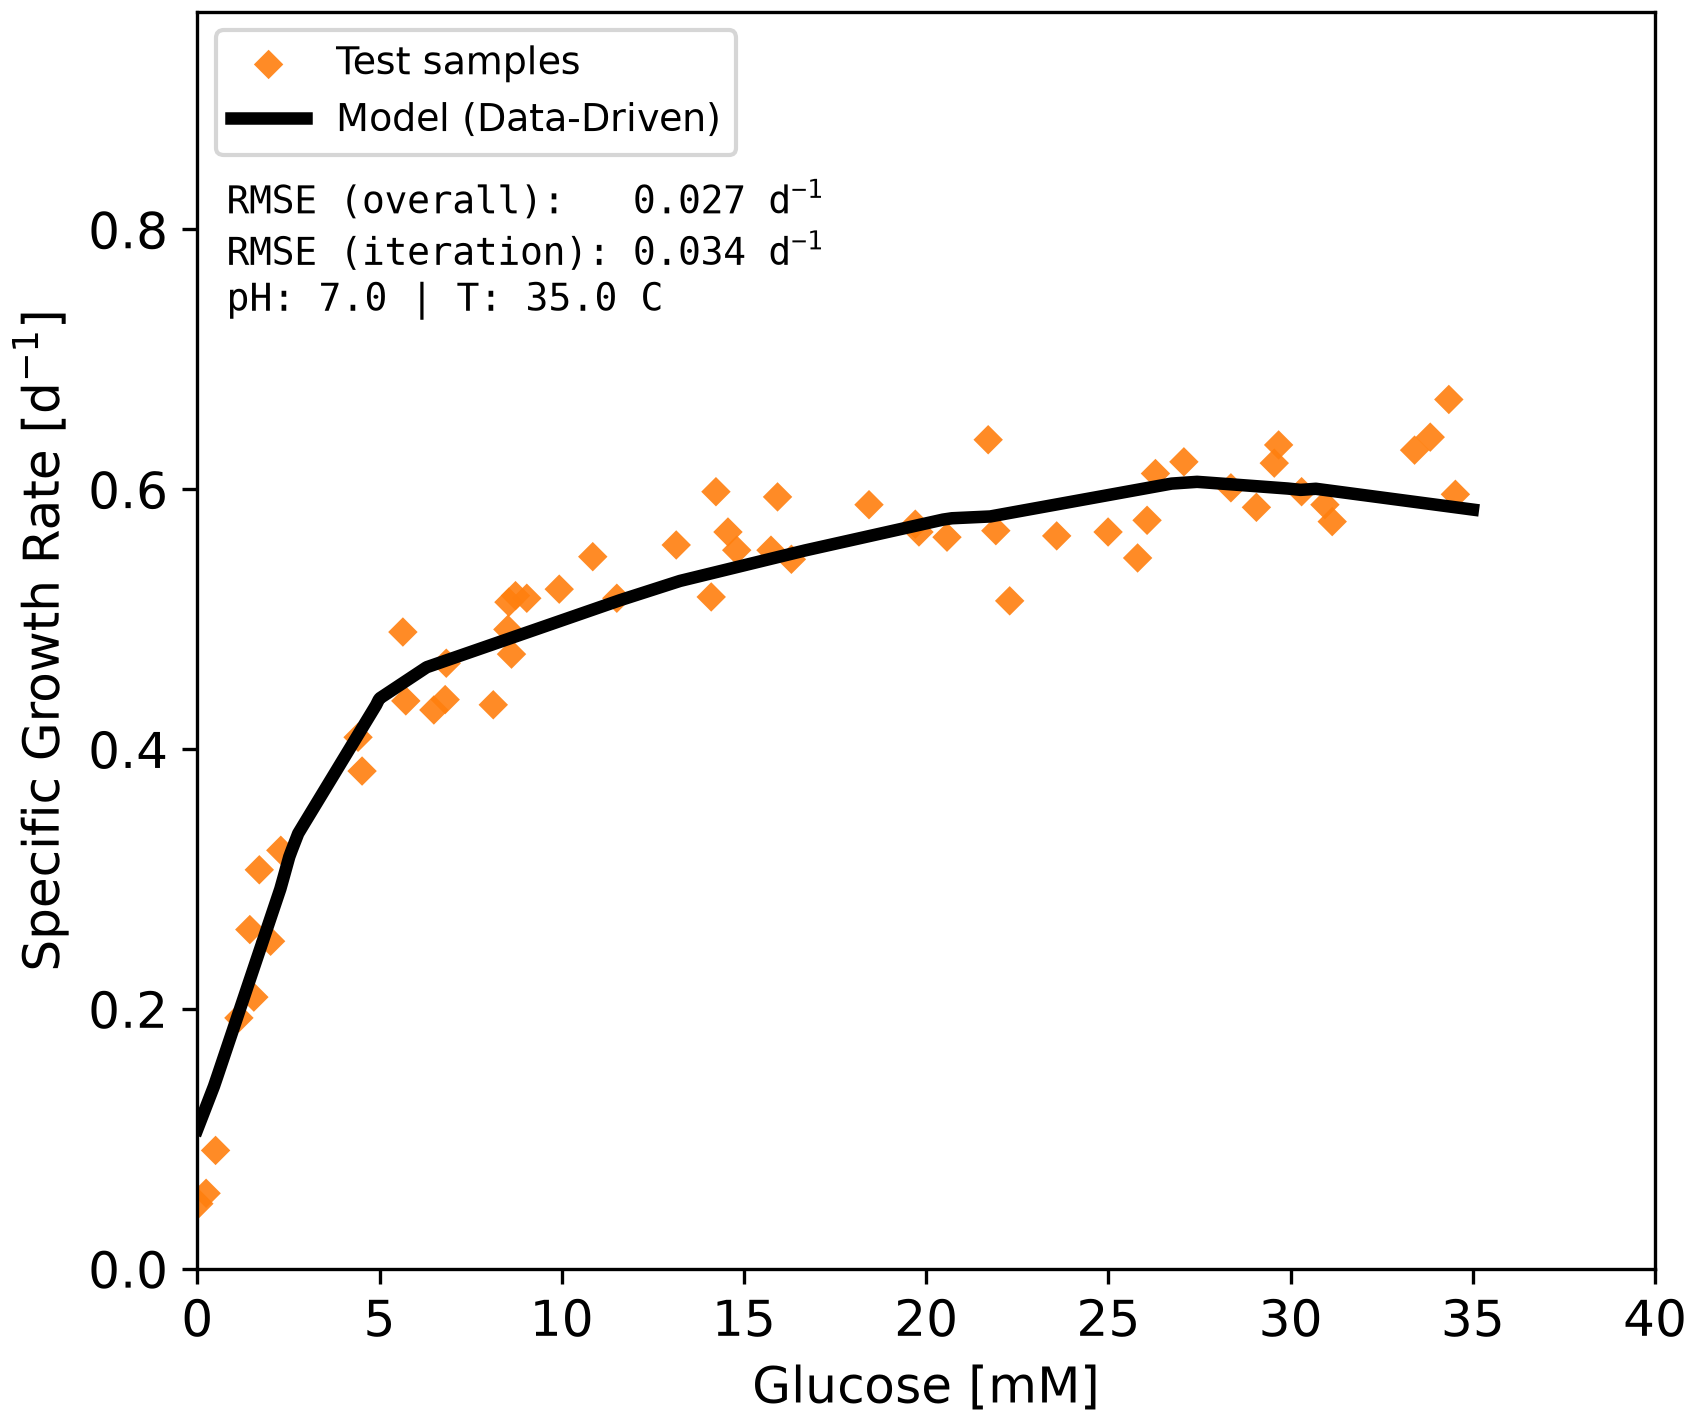 Test samples
Model (Data-Driven)
RMSE (overall): 0.027 d⁻¹
RMSE (iteration): 0.034 d⁻¹
pH: 7.0 | T: 35.0 C
Specific Growth Rate [d⁻¹]
0.8
0.6
0.4
0.2
0.0
0 5 10 15 20 25 30 35 40
Glucose [mM]